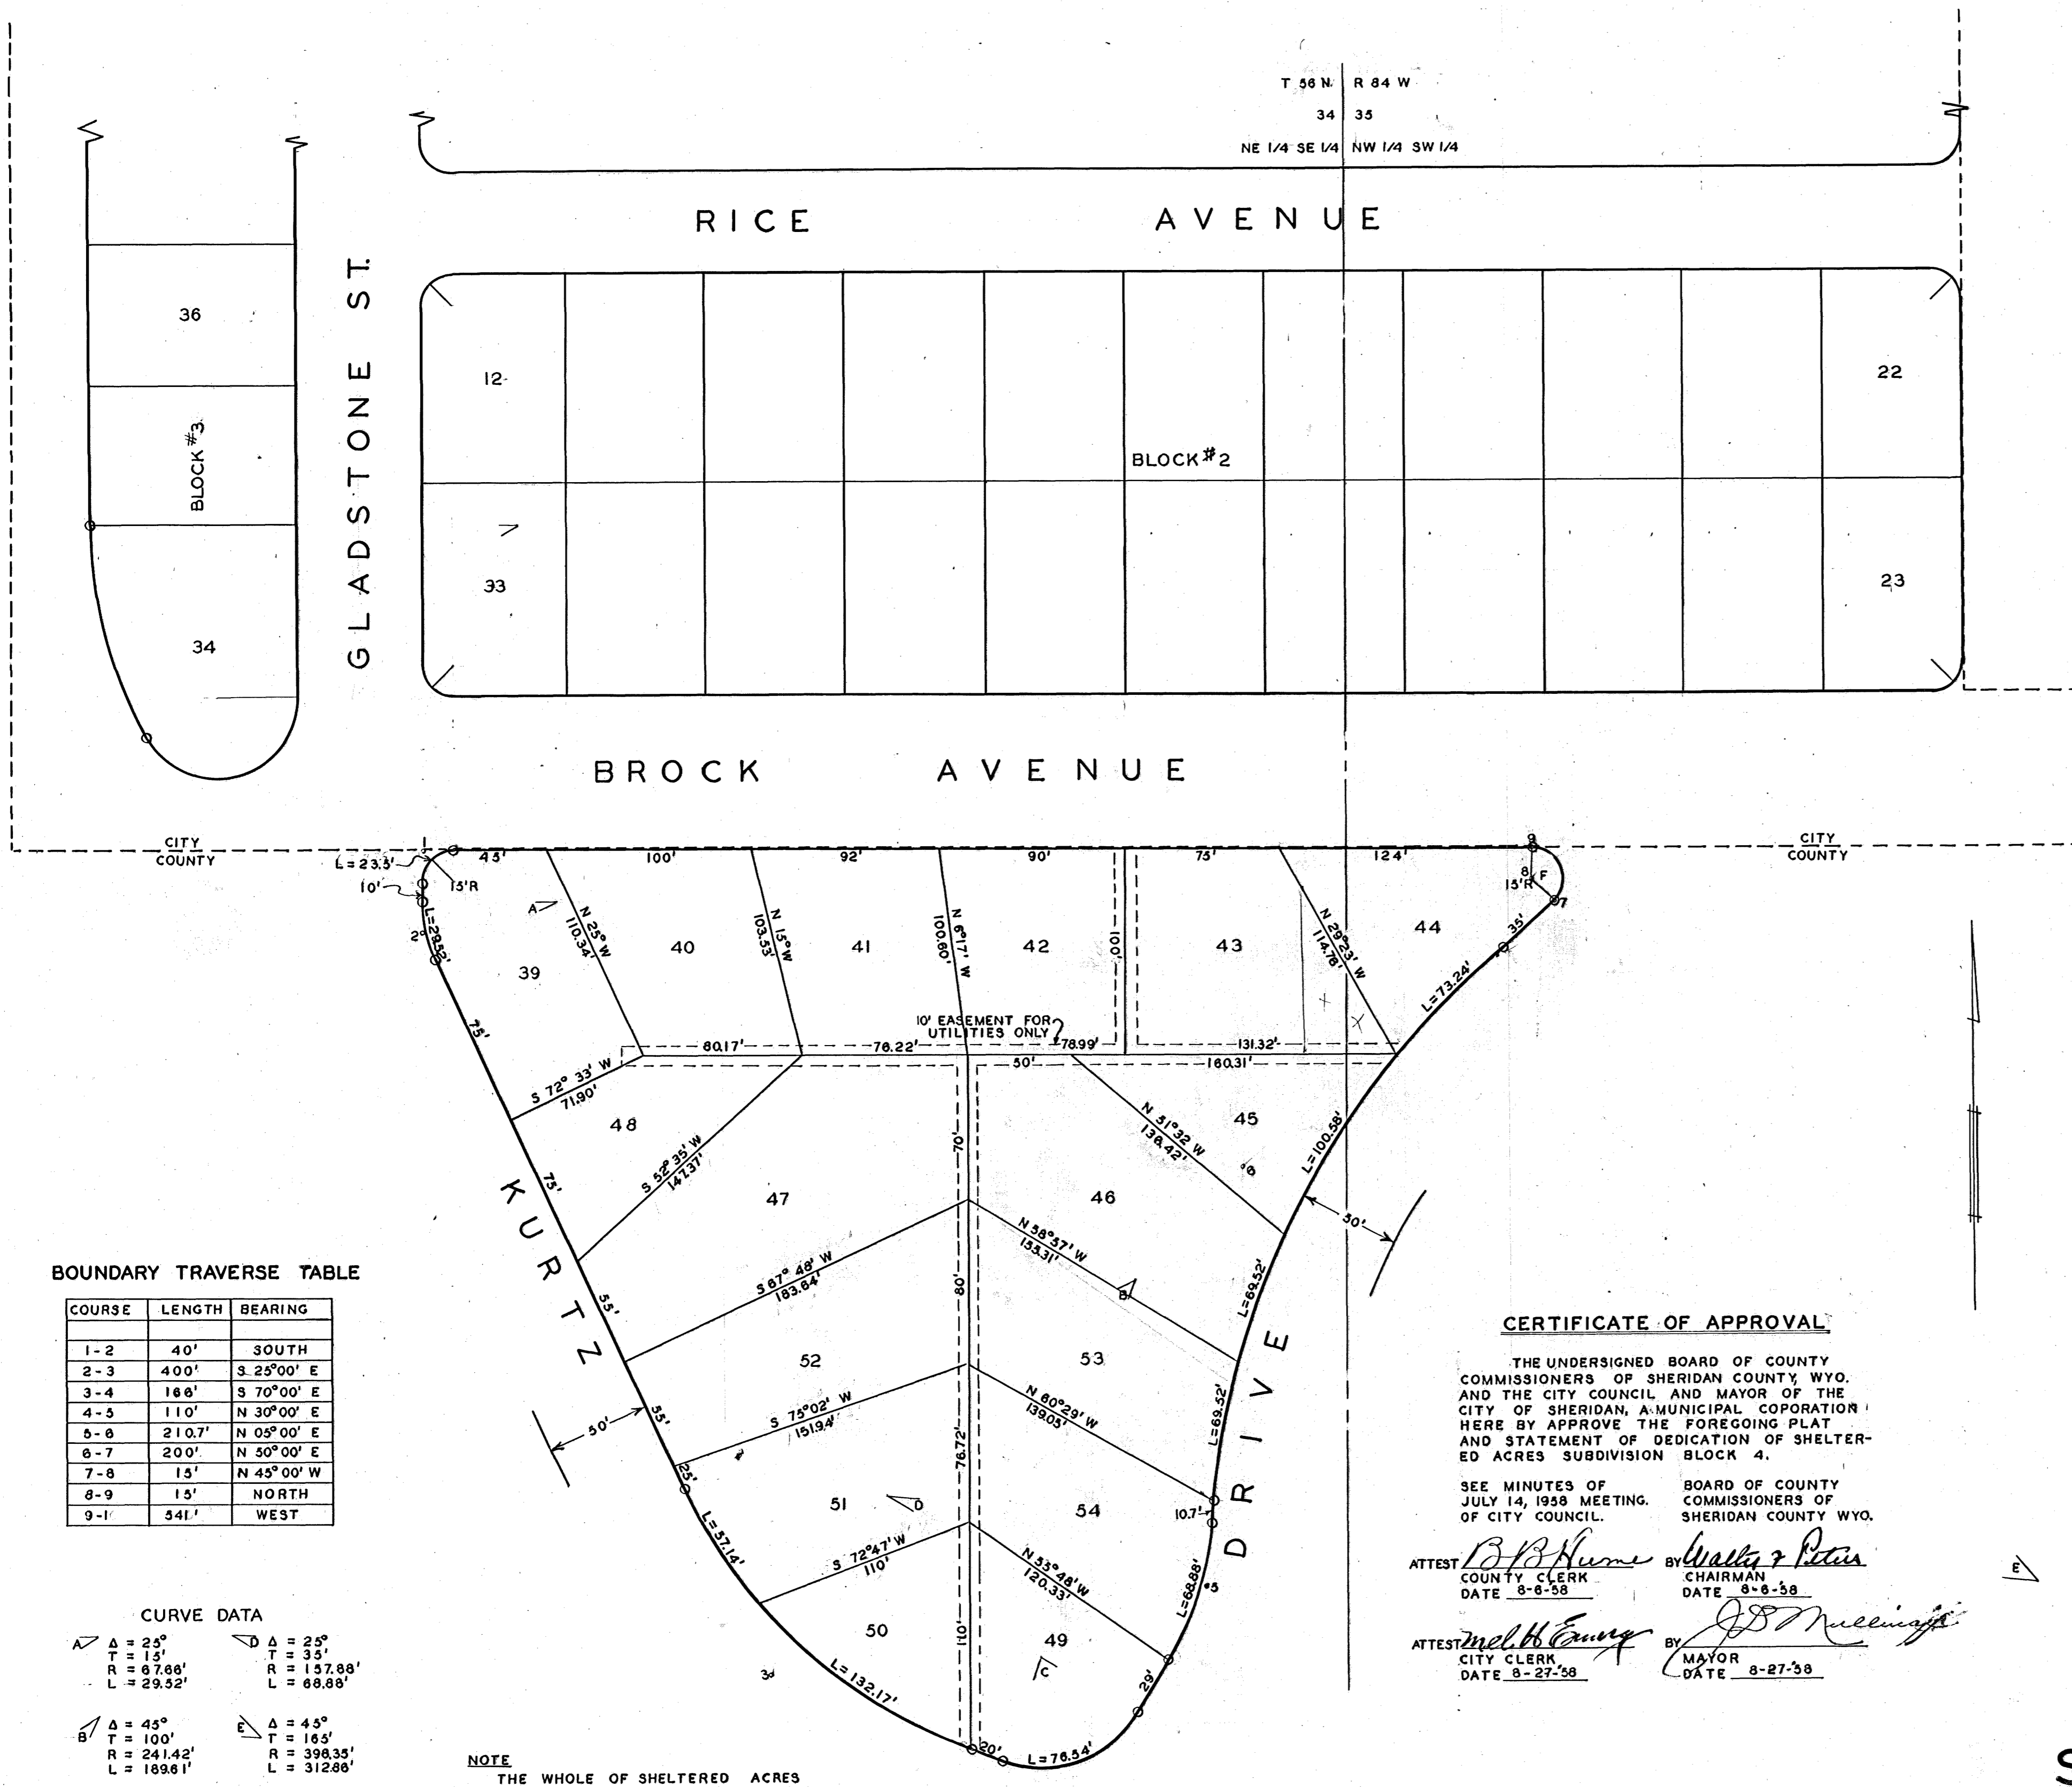 T 56 N. R 84 W
34 35
NE 1/4 SE 1/4 NW 1/4 SW 1/4
RICE AVENUE
GLADSTONE ST.
36
BLOCK #3
34
12
22
BLOCK #2
33
23
BROCK AVENUE
CITY
COUNTY
CITY
COUNTY
L=23.5'
10'
15'R
45'
100'
92'
90'
75'
124'
9
8
F
15'R
7
35'
L=73.24'
L=29.52'
2
A
39
N 25° W
110.34'
40
N 15° W
103.53'
41
N 6°17' W
100.60'
42
100'
43
N 29°23' W
114.78'
44
10' EASEMENT FOR
UTILITIES ONLY
80.17'
76.22'
78.99'
131.32'
50'
160.31'
75'
S 72° 33' W
71.90'
48
S 52° 35' W
147.37'
75'
47
70'
46
N 51°32 W
136.42'
45
6
L=100.58'
50'
KURTZ
DRIVE
55'
S 67° 48' W
183.64'
80'
N 58°57' W
155.31'
B
L=69.52'
52
53
55'
50'
S 75°02' W
151.94'
76.72'
N 60°29' W
139.05'
L=69.52'
25'
51
D
54
10.7'
L=57.14'
S 72°47' W
110'
N 55°48' W
120.33'
L=68.88'
5
50
110'
49
C
3
L=132.17'
29'
20'
L=76.54'
BOUNDARY TRAVERSE TABLE
COURSE LENGTH BEARING
1-2 40' SOUTH
2-3 400' S 25°00' E
3-4 166' S 70°00' E
4-5 110' N 30°00' E
5-6 210.7' N 05°00' E
6-7 200' N 50°00' E
7-8 15' N 45°00' W
8-9 15' NORTH
9-1 541' WEST
CURVE DATA
A Δ = 25°
T = 15'
R = 67.66'
L = 29.52'
D Δ = 25°
T = 35'
R = 157.88'
L = 68.88'
B Δ = 45°
T = 100'
R = 241.42'
L = 189.61'
E Δ = 45°
T = 165'
R = 398.35'
L = 312.86'
NOTE
THE WHOLE OF SHELTERED ACRES
CERTIFICATE OF APPROVAL
THE UNDERSIGNED BOARD OF COUNTY
COMMISSIONERS OF SHERIDAN COUNTY, WYO.
AND THE CITY COUNCIL AND MAYOR OF THE
CITY OF SHERIDAN, A MUNICIPAL COPORATION
HERE BY APPROVE THE FOREGOING PLAT
AND STATEMENT OF DEDICATION OF SHELTER-
ED ACRES SUBDIVISION BLOCK 4.
SEE MINUTES OF
JULY 14, 1958 MEETING.
OF CITY COUNCIL.
BOARD OF COUNTY
COMMISSIONERS OF
SHERIDAN COUNTY WYO.
ATTEST B B Hume
COUNTY CLERK
DATE 8-6-58
BY Walter F Peters
CHAIRMAN
DATE 8-6-58
ATTEST
CITY CLERK
DATE 8-27-58
BY
MAYOR
DATE 8-27-58
E
S